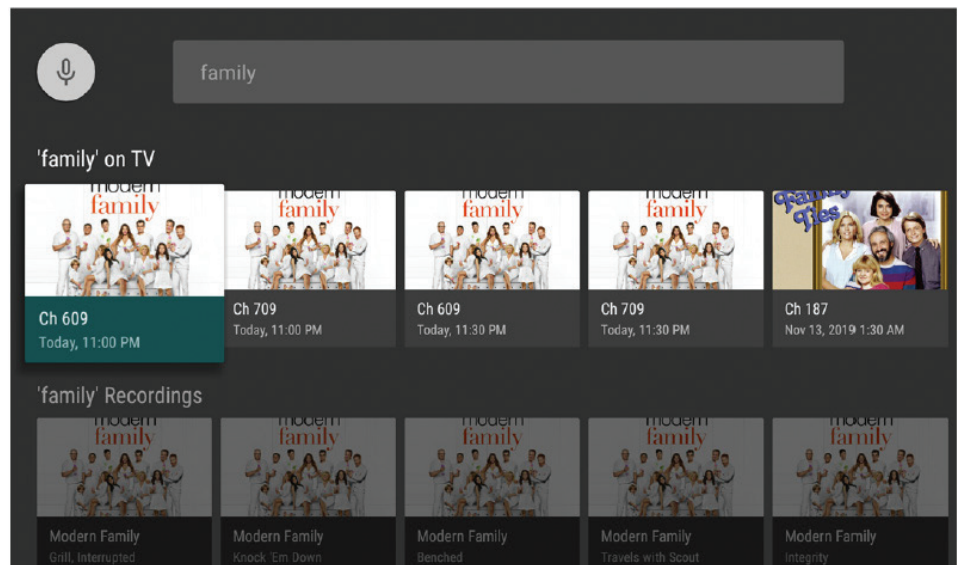 family
'family' on TV
modern
family
Ch 609
Today, 11:00 PM
modern
family
Ch 709
Today, 11:00 PM
modern
family
Ch 609
Today, 11:30 PM
modern
family
Ch 709
Today, 11:30 PM
Family
Ties
Ch 187
Nov 13, 2019 1:30 AM
'family' Recordings
modern
family
Modern Family
Grill, Interrupted
modern
family
Modern Family
Knock 'Em Down
modern
family
Modern Family
Benched
modern
family
Modern Family
Travels with Scout
modern
family
Modern Family
Integrity